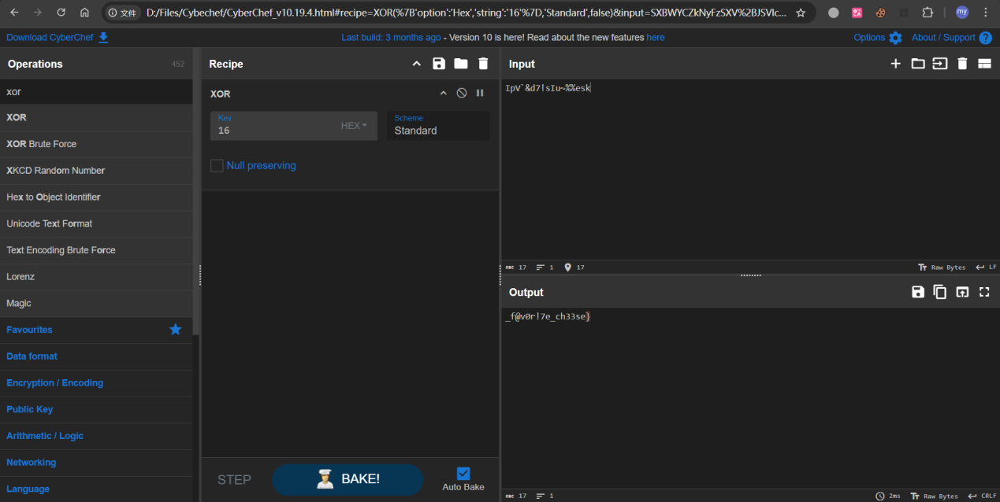 文件
D:/Files/Cybechef/CyberChef_v10.19.4.html#recipe=XOR(%7B'option':'Hex','string':'16'%7D,'Standard',false)&input=SXBWYCZkNyFzSXV%2BJSVlc...
my
Download CyberChef
Last build: 3 months ago - Version 10 is here! Read about the new features here
Options
About / Support
Operations
452
xor
XOR
XOR Brute Force
XKCD Random Number
Hex to Object Identifier
Unicode Text Format
Text Encoding Brute Force
Lorenz
Magic
Favourites
Data format
Encryption / Encoding
Public Key
Arithmetic / Logic
Networking
Language
Recipe
XOR
Key
16
HEX
Scheme
Standard
Null preserving
STEP
BAKE!
Auto Bake
Input
IpV`&d7!sIu~%%esk
ABC 17
1
17
Tт Raw Bytes
LF
Output
_f@v0r!7e_ch33se}
ABC 17
1
2ms
Tт Raw Bytes
CRLF